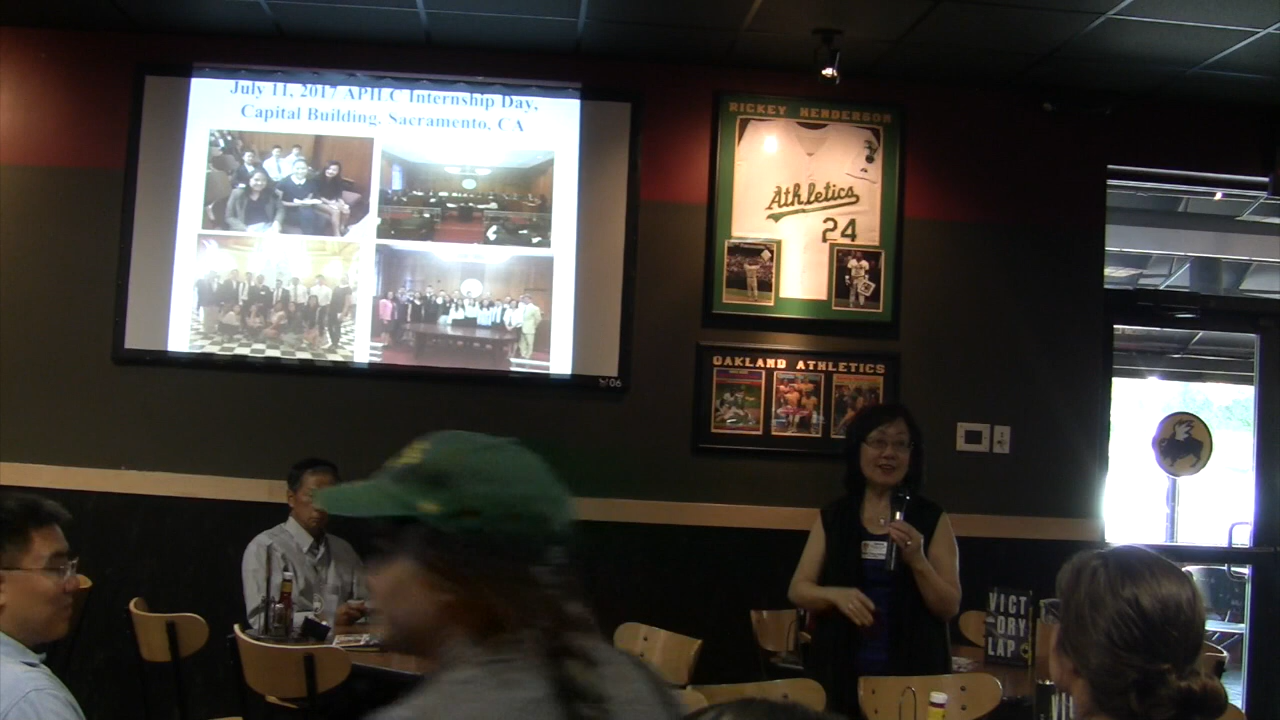 July 11, 2017 APILC Internship Day,
Capital Building, Sacramento, CA
RICKEY HENDERSON
Athletics
24
OAKLAND ATHLETICS
06
VICT
ORY
LAP